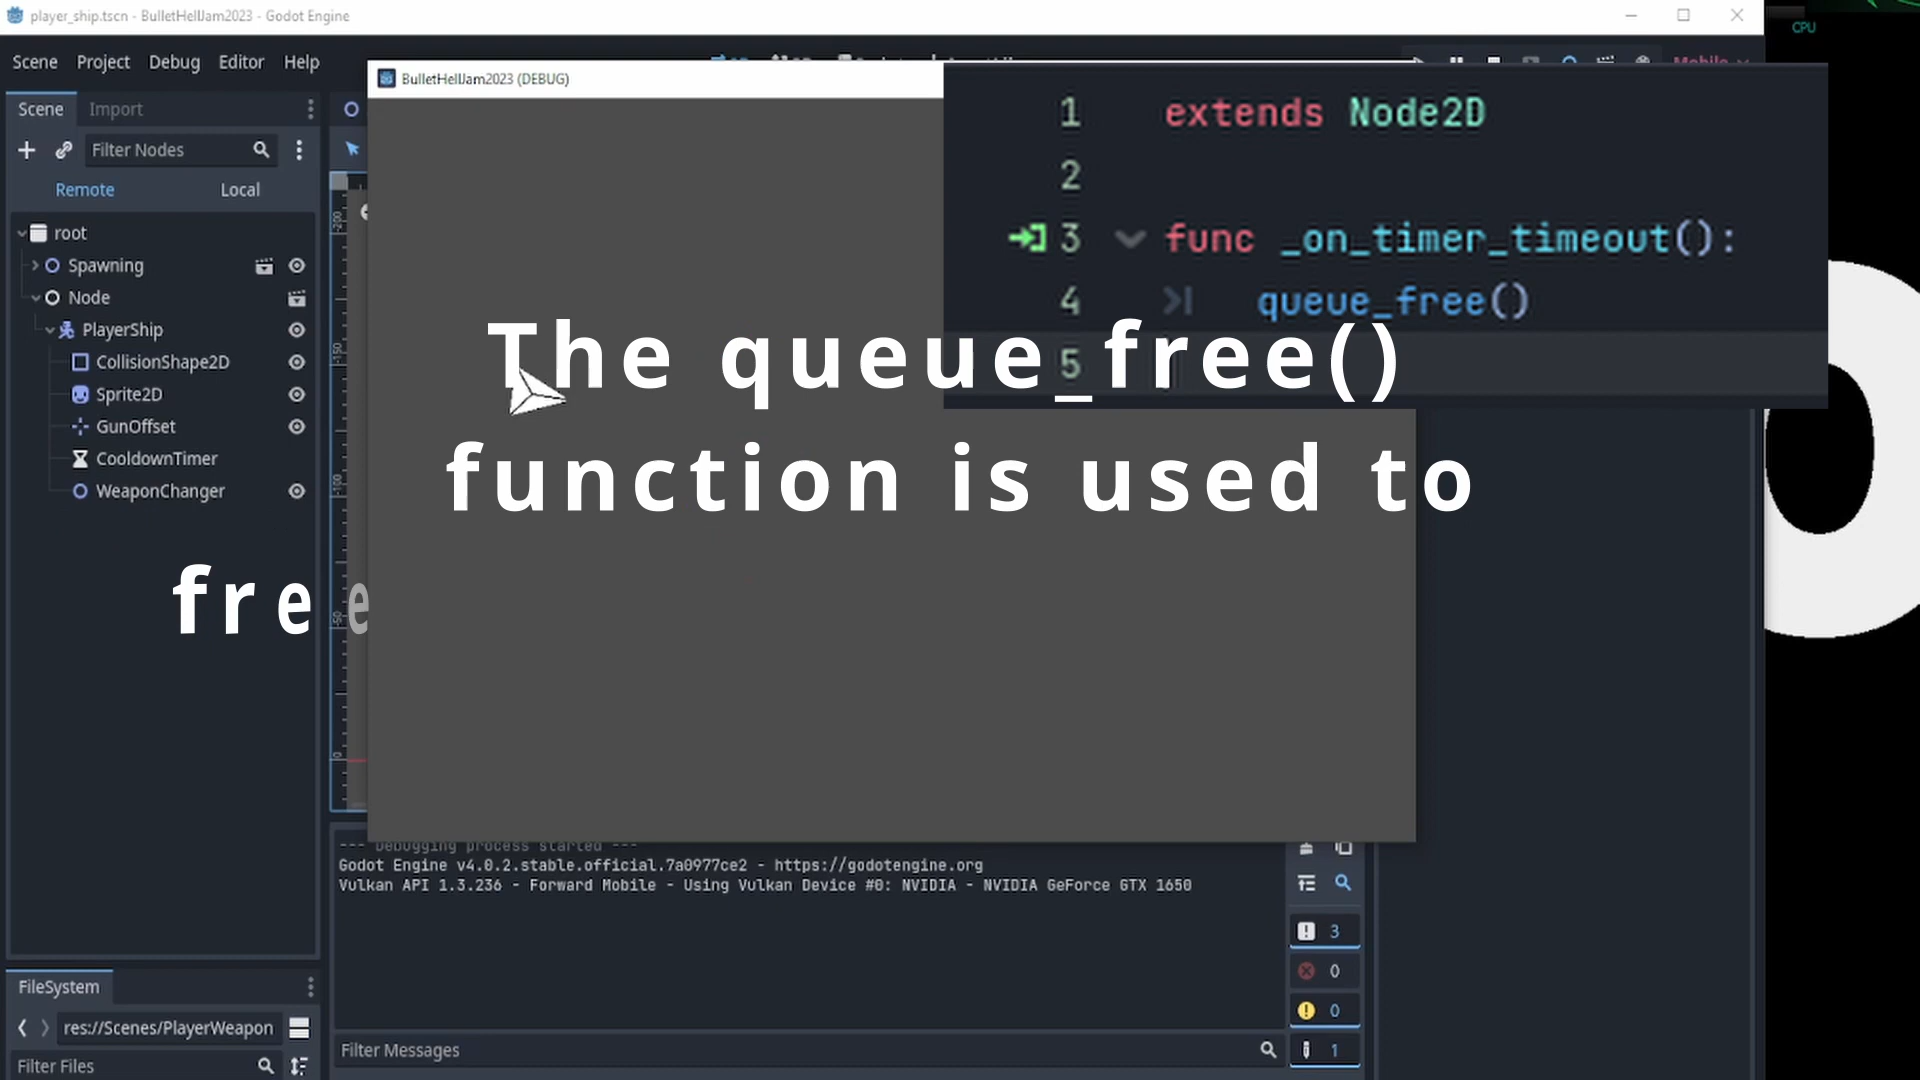 player_ship.tscn - BulletHellJam2023 - Godot Engine
CPU
Scene Project Debug Editor Help
Mobile
BulletHellJam2023 (DEBUG)
Scene Import
Filter Nodes
Remote Local
root
Spawning
Node
PlayerShip
CollisionShape2D
Sprite2D
GunOffset
CooldownTimer
WeaponChanger
1 extends Node2D
2
3 func _on_timer_timeout():
4 queue_free()
5
The queue_free()
function is used to
free
--- Debugging process started ---
Godot Engine v4.0.2.stable.official.7a0977ce2 - https://godotengine.org
Vulkan API 1.3.236 - Forward Mobile - Using Vulkan Device #0: NVIDIA - NVIDIA GeForce GTX 1650
3
0
0
1
Filter Messages
FileSystem
res://Scenes/PlayerWeapon
Filter Files